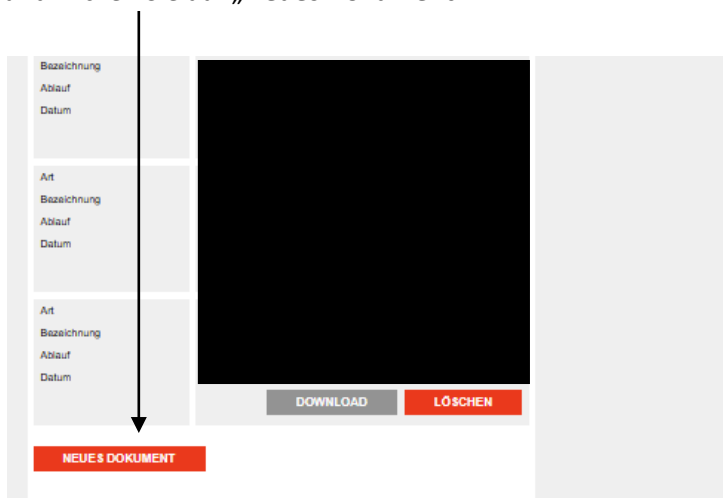 Bezeichnung
Ablauf
Datum
Art
Bezeichnung
Ablauf
Datum
Art
Bezeichnung
Ablauf
Datum
DOWNLOAD LÖSCHEN
NEUES DOKUMENT